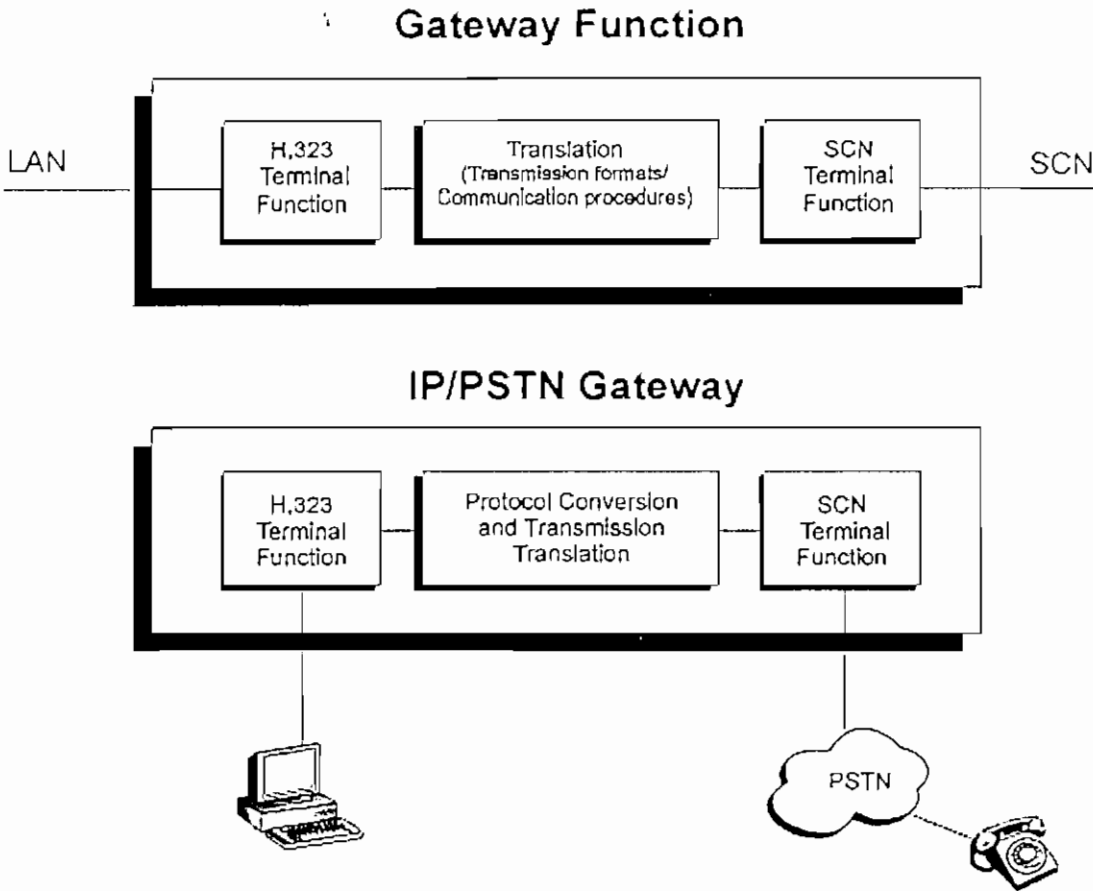 Gateway Function
LAN
H.323
Terminal
Function
Translation
(Transmission formats/
Communication procedures)
SCN
Terminal
Function
SCN
IP/PSTN Gateway
H.323
Terminal
Function
Protocol Conversion
and Transmission
Translation
SCN
Terminal
Function
PSTN